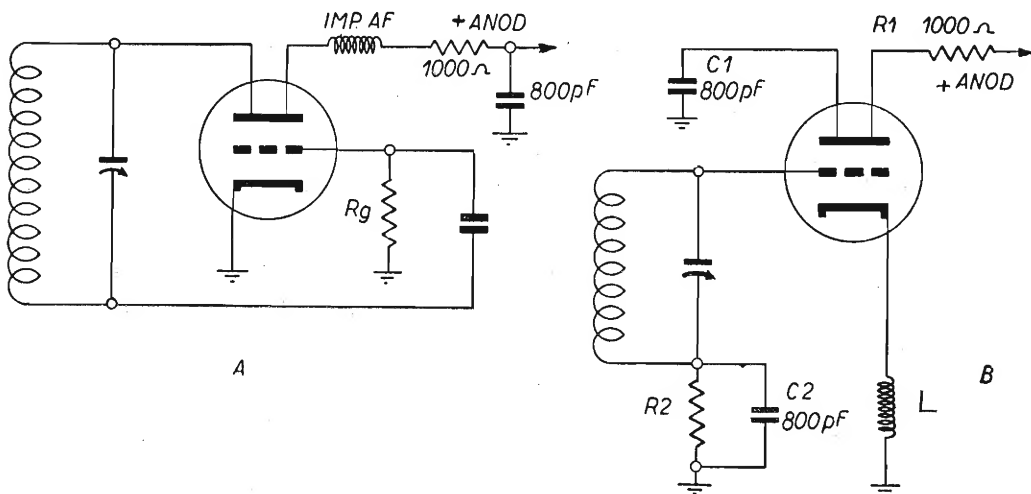 IMP. AF
+ ANOD
1000 Ω
800pF
Rg
A
R1 1000 Ω
+ ANOD
C1
800pF
R2
C2
800pF
L
B